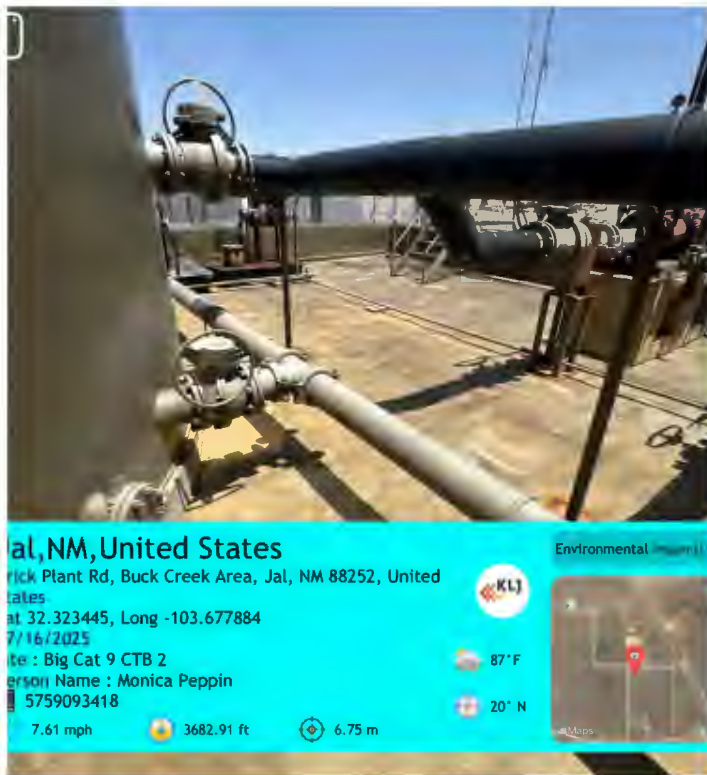 Jal,NM,United States
Environmental
rick Plant Rd, Buck Creek Area, Jal, NM 88252, United
tates
KLJ
at 32.323445, Long -103.677884
7/16/2025
ite : Big Cat 9 CTB 2
87°F
erson Name : Monica Peppin
5759093418
20° N
7.61 mph
3682.91 ft
6.75 m
Maps